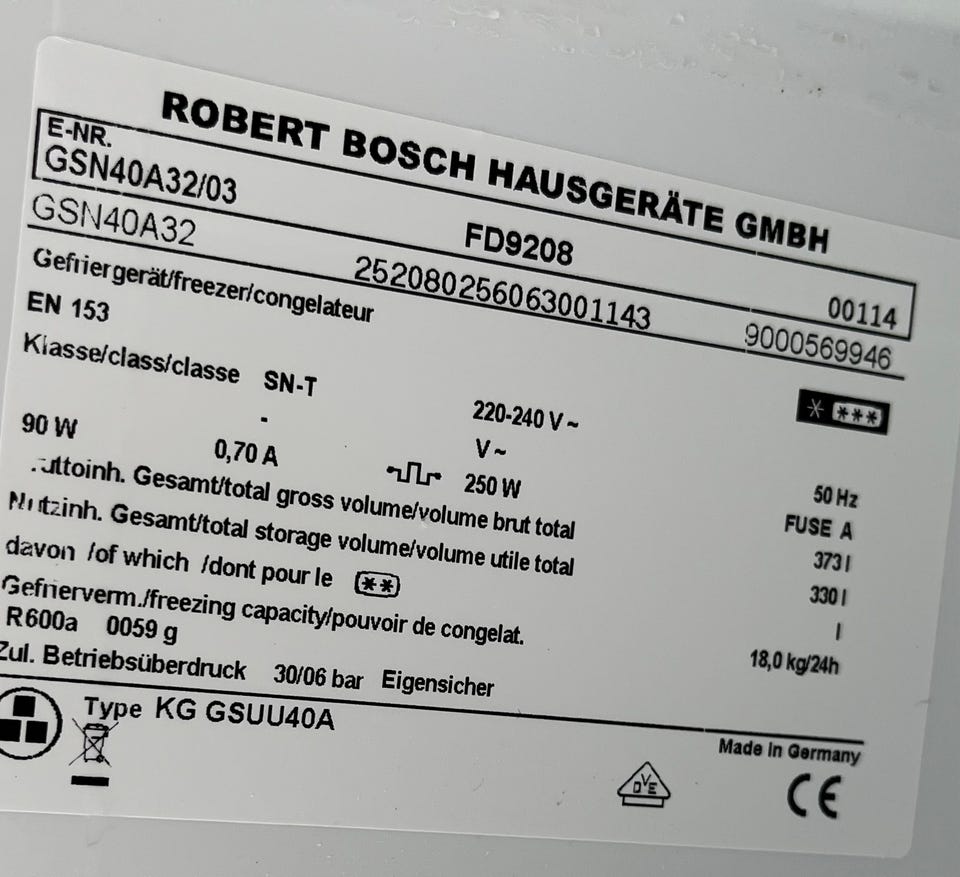 ROBERT BOSCH HAUSGERÄTE GMBH
E-NR.
GSN40A32/03 FD9208 00114
GSN40A32 252080256063001143 9000569946
Gefriergerät/freezer/congelateur
EN 153
Klasse/class/classe SN-T 220-240 V ~
- V ~
90 W 0,70 A 250 W 50 Hz
FUSE A
Gesamt/total gross volume/volume brut total 373 l
Nutzinh. Gesamt/total storage volume/volume utile total 330 l
davon /of which /dont pour le l
Gefrierverm./freezing capacity/pouvoir de congelat. 18,0 kg/24h
R600a 0059 g
Zul. Betriebsüberdruck 30/06 bar Eigensicher
Type KG GSUU40A
Made in Germany
DVE
CE